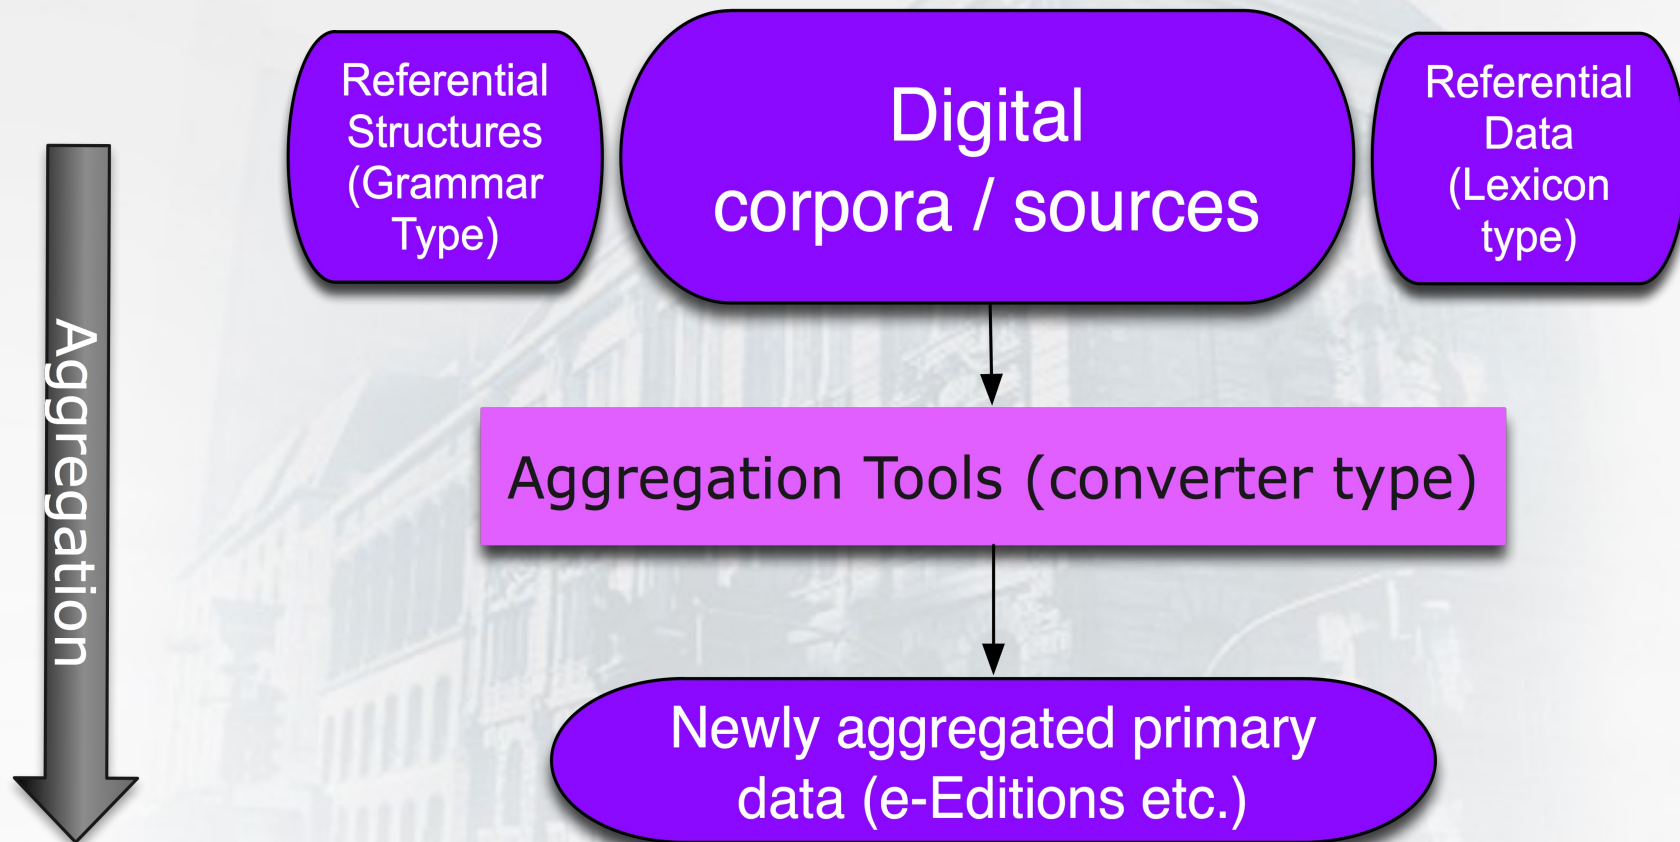 Referential
Structures
(Grammar
Type)
Digital
corpora / sources
Referential
Data
(Lexicon
type)
Aggregation
Aggregation Tools (converter type)
Newly aggregated primary
data (e-Editions etc.)